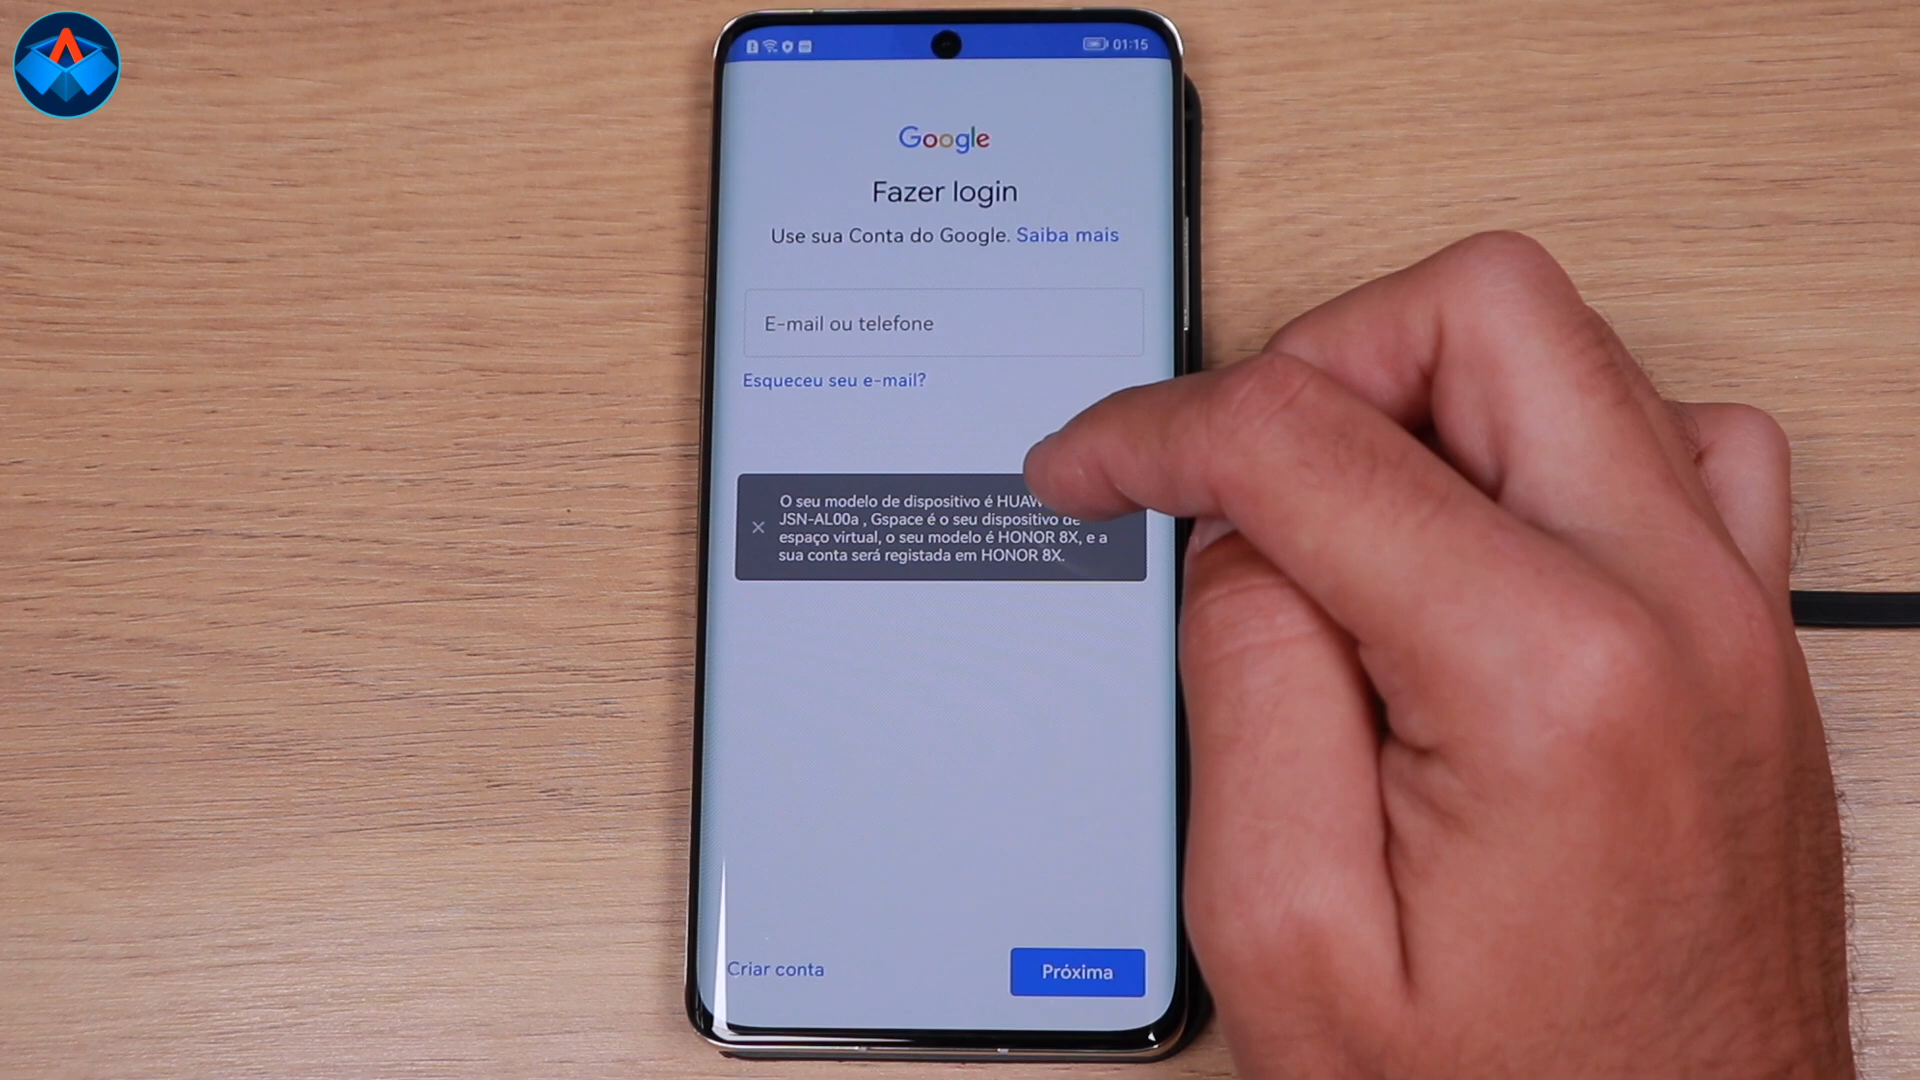 01:15
Google
Fazer login
Use sua Conta do Google. Saiba mais
E-mail ou telefone
Esqueceu seu e-mail?
O seu modelo de dispositivo é
JSN-AL00a , Gspace é o seu dispositivo de
espaço virtual, o seu modelo é HONOR 8X, e a
sua conta será registada em HONOR 8X.
Criar conta
Próxima